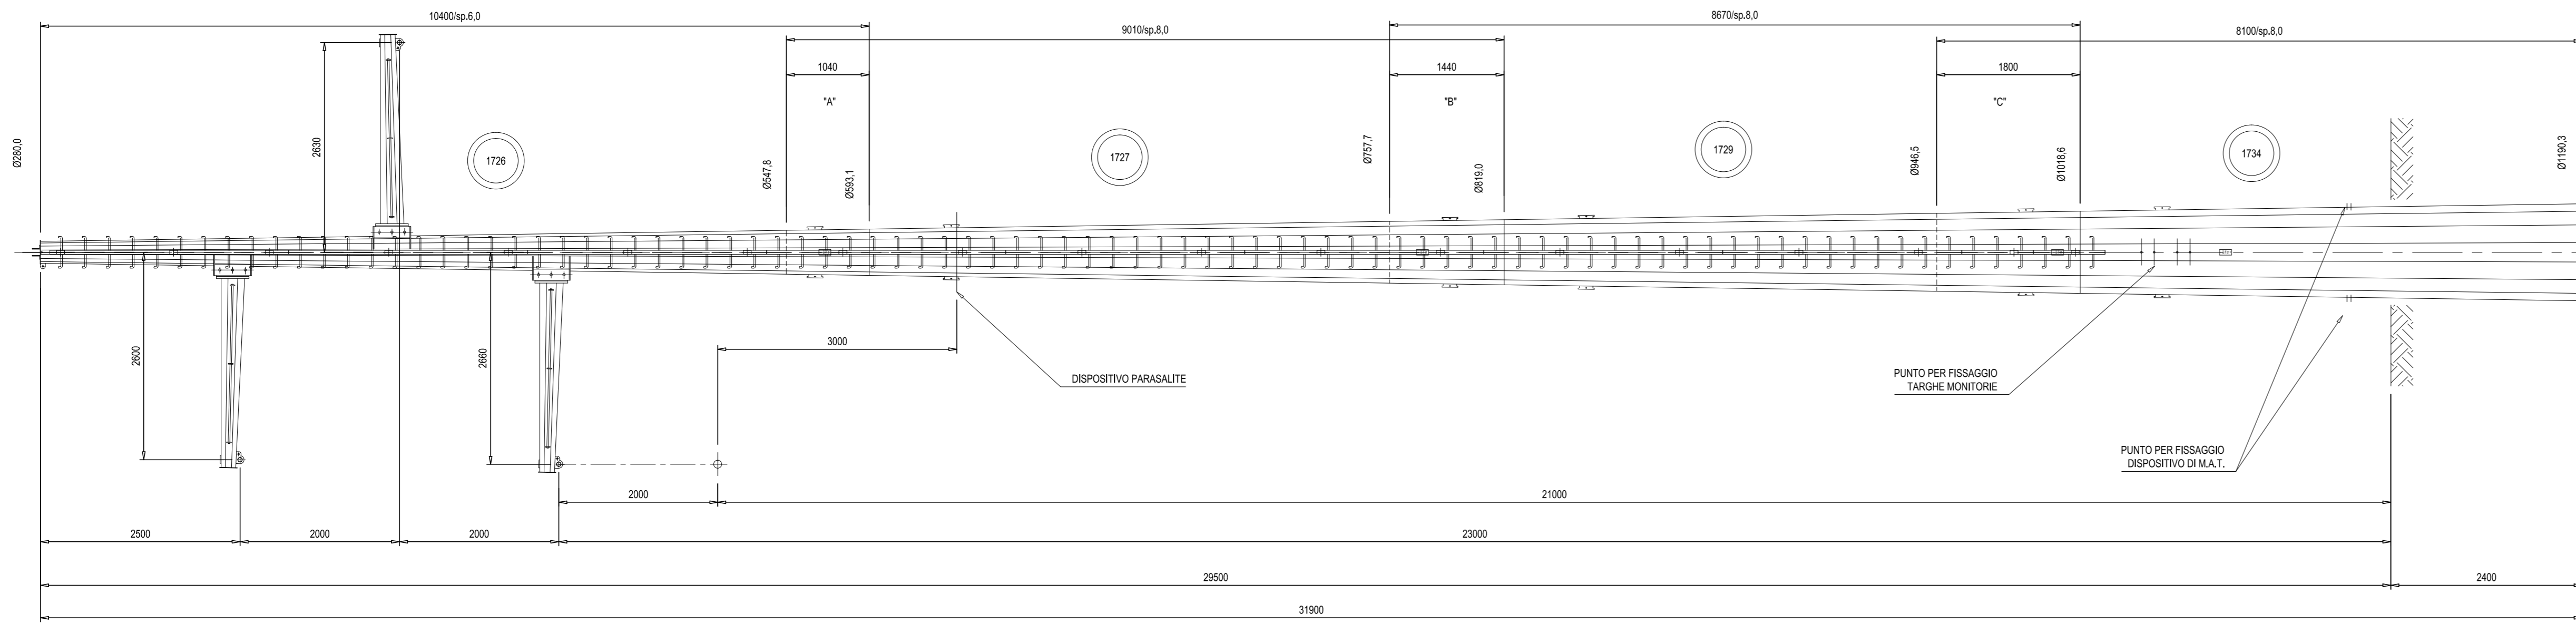 10400/sp.6,0
8670/sp.8,0
9010/sp.8,0
8100/sp.8,0
1040
1440
1800
"A"
"B"
"C"
Ø280,0
2630
1726
Ø547,8
Ø593,1
1727
Ø757,7
Ø819,0
1729
Ø946,5
Ø1018,6
1734
Ø1190,3
2600
2660
3000
DISPOSITIVO PARASALITE
PUNTO PER FISSAGGIO
TARGHE MONITORIE
PUNTO PER FISSAGGIO
DISPOSITIVO DI M.A.T.
2000
21000
2500
2000
2000
23000
29500
2400
31900